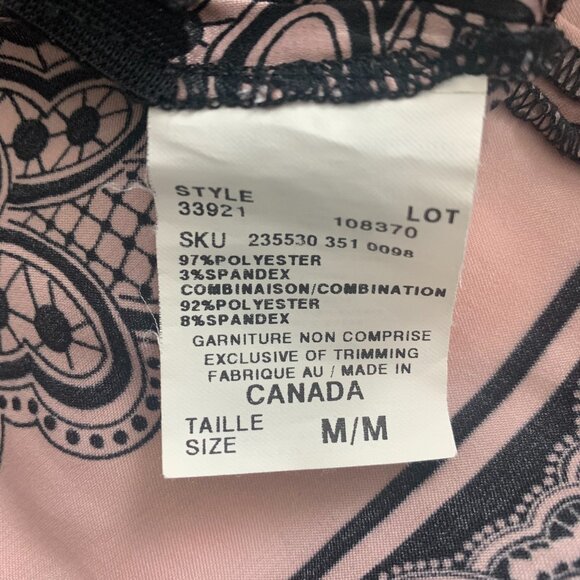 STYLE
33921
108370 LOT
SKU 235530 351 0098
97%POLYESTER
3%SPANDEX
COMBINAISON/COMBINATION
92%POLYESTER
8%SPANDEX
GARNITURE NON COMPRISE
EXCLUSIVE OF TRIMMING
FABRIQUE AU / MADE IN
CANADA
TAILLE
SIZE M/M